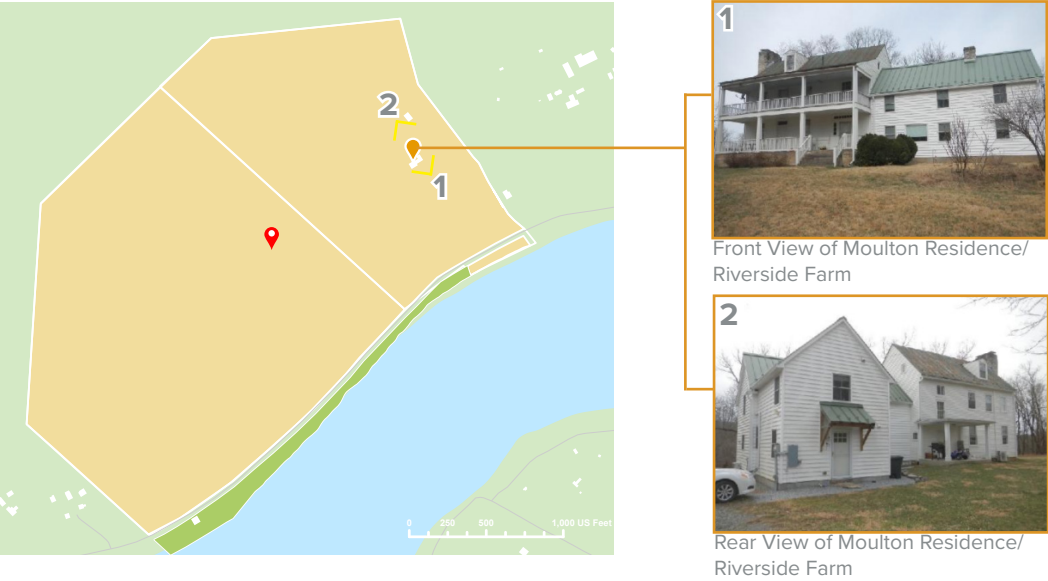 2
1
0 250 500 1,000 US Feet
1
Front View of Moulton Residence/
Riverside Farm
2
Rear View of Moulton Residence/
Riverside Farm